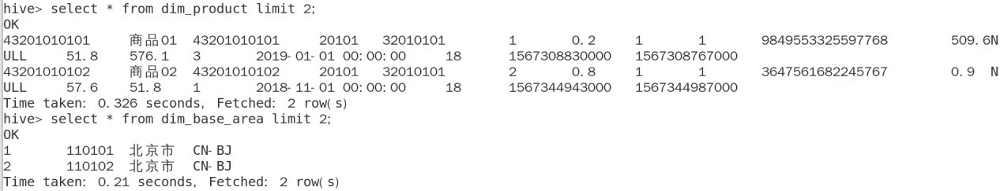 hive> select * from dim_product limit 2;
OK
43201010101 商品01 43201010101 20101 32010101 1 0.2 1 1 9849553325597768 509.6N
ULL 51.8 576.1 3 2019-01-01 00:00:00 18 1567308830000 1567308767000
43201010102 商品02 43201010102 20101 32010101 2 0.8 1 1 3647561682245767 0.9 N
ULL 57.6 51.8 1 2018-11-01 00:00:00 18 1567344943000 1567344987000
Time taken: 0.326 seconds, Fetched: 2 row(s)
hive> select * from dim_base_area limit 2;
OK
1 110101 北京市 CN-BJ
2 110102 北京市 CN-BJ
Time taken: 0.21 seconds, Fetched: 2 row(s)